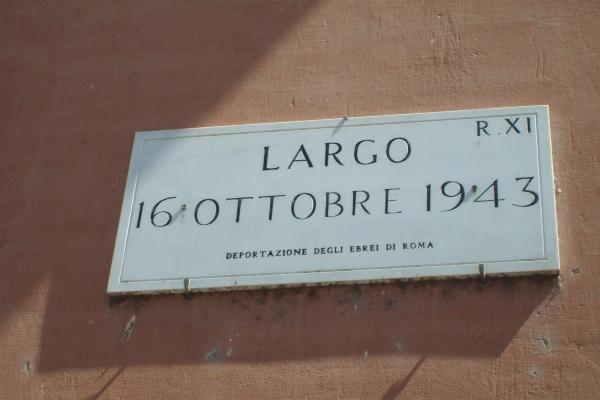 R.XI
LARGO
16 OTTOBRE 1943
DEPORTAZIONE DEGLI EBREI DI ROMA